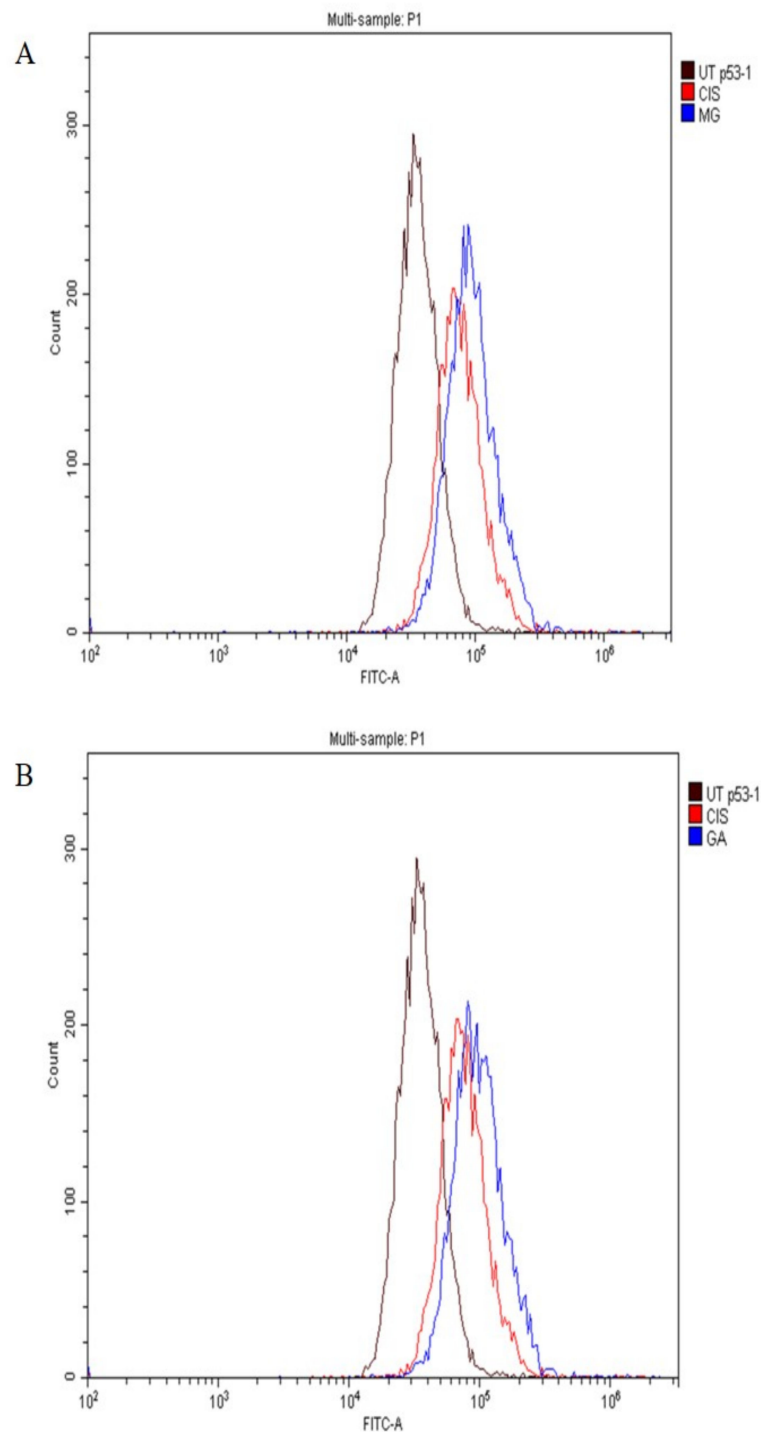 A
Multi-sample: P1
UT p53-1
CIS
MG
300
200
100
0
Count
10² 10³ 10⁴ 10⁵ 10⁶
FITC-A
B
Multi-sample: P1
UT p53-1
CIS
GA
300
200
100
0
Count
10² 10³ 10⁴ 10⁵ 10⁶
FITC-A